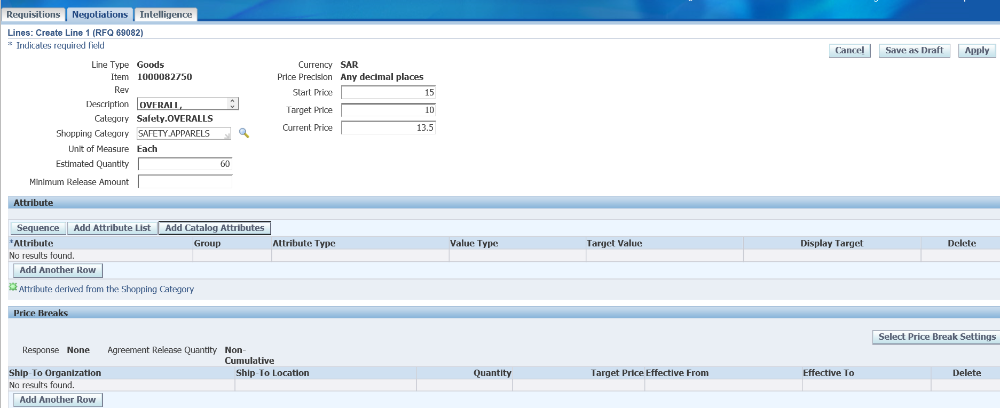 Requisitions Negotiations Intelligence
Lines: Create Line 1 (RFQ 69082)
* Indicates required field
Cancel Save as Draft Apply
Line Type Goods
Item 1000082750
Rev
Description OVERALL,
Category Safety.OVERALLS
Shopping Category SAFETY.APPARELS
Unit of Measure Each
Estimated Quantity 60
Minimum Release Amount
Currency SAR
Price Precision Any decimal places
Start Price 15
Target Price 10
Current Price 13.5
Attribute
Sequence Add Attribute List Add Catalog Attributes
*Attribute Group Attribute Type Value Type Target Value Display Target Delete
No results found.
Add Another Row
Attribute derived from the Shopping Category
Price Breaks
Select Price Break Settings
Response None Agreement Release Quantity Non-
Cumulative
Ship-To Organization Ship-To Location Quantity Target Price Effective From Effective To Delete
No results found.
Add Another Row